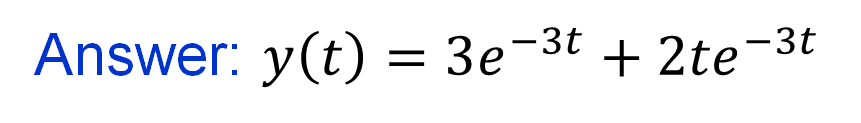 Answer: y(t) = 3e^{-3t} + 2te^{-3t}